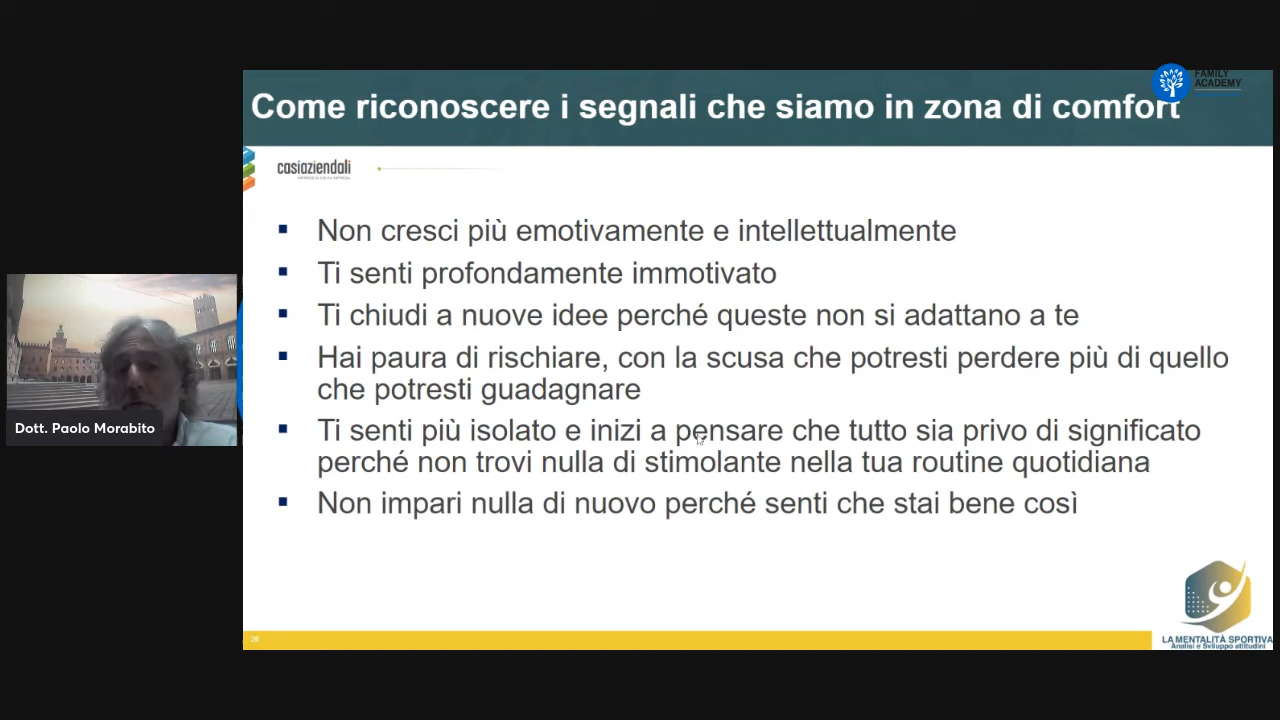 FAMILY
ACADEMY
Come riconoscere i segnali che siamo in zona di comfort
casiaziendali
Non cresci più emotivamente e intellettualmente
Ti senti profondamente immotivato
Ti chiudi a nuove idee perché queste non si adattano a te
Hai paura di rischiare, con la scusa che potresti perdere più di quello
che potresti guadagnare
Ti senti più isolato e inizi a pensare che tutto sia privo di significato
perché non trovi nulla di stimolante nella tua routine quotidiana
Non impari nulla di nuovo perché senti che stai bene così
Dott. Paolo Morabito
LA MENTALITÀ SPORTIVA
Analisi e Sviluppo attitudini